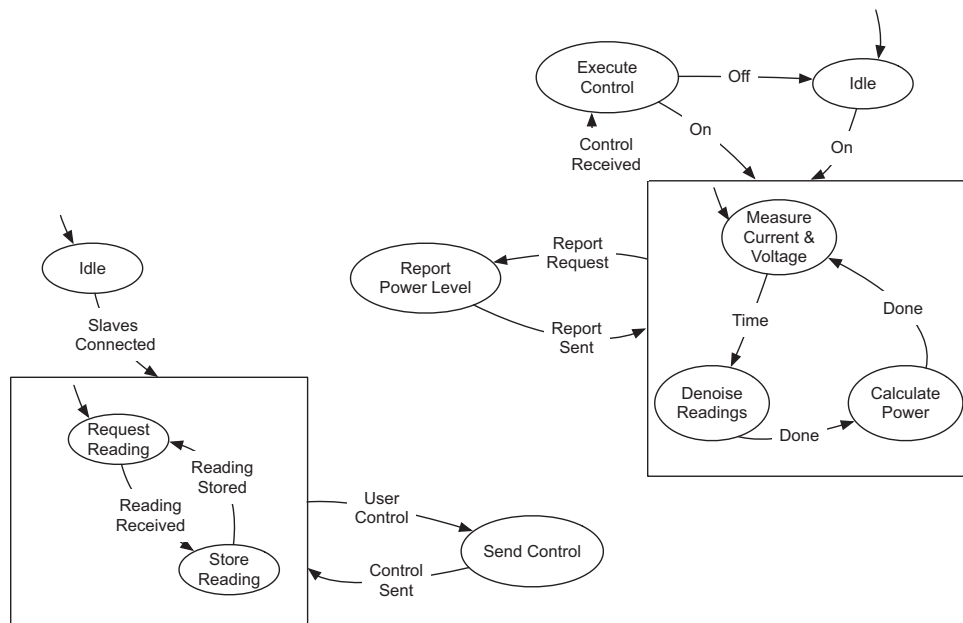 Execute
Control
Off
Idle
On
On
Control
Received
Measure
Current &
Voltage
Report
Request
Report
Power Level
Report
Sent
Time
Done
Denoise
Readings
Calculate
Power
Done
Idle
Slaves
Connected
Request
Reading
Reading
Stored
Reading
Received
Store
Reading
User
Control
Send Control
Control
Sent